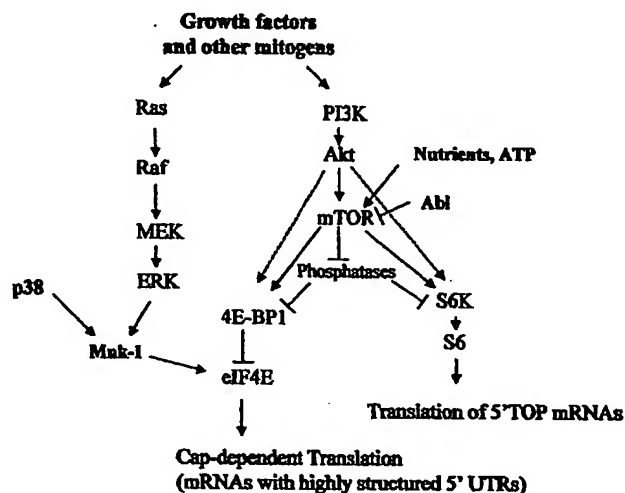 Growth factors
and other mitogens
Ras
PI3K
Raf
Akt
Nutrients, ATP
mTOR
Abl
MEK
Phosphatases
ERK
p38
4E-BP1
S6K
Mnk-1
S6
eIF4E
Translation of 5'TOP mRNAs
Cap-dependent Translation
(mRNAs with highly structured 5' UTRs)